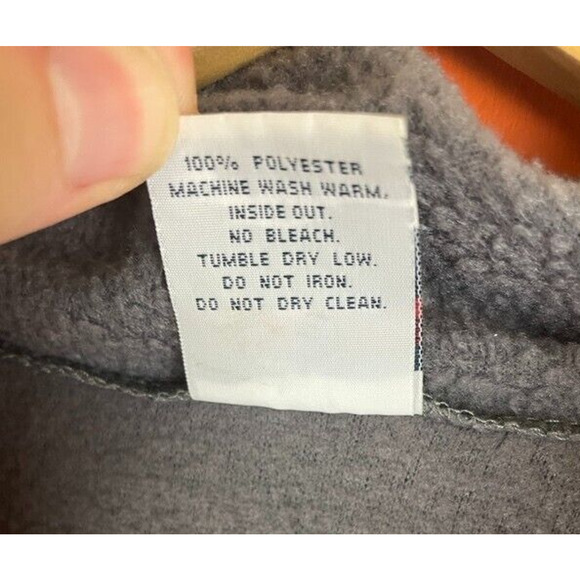 100% POLYESTER
MACHINE WASH WARM,
INSIDE OUT.
NO BLEACH.
TUMBLE DRY LOW.
DO NOT IRON.
DO NOT DRY CLEAN.